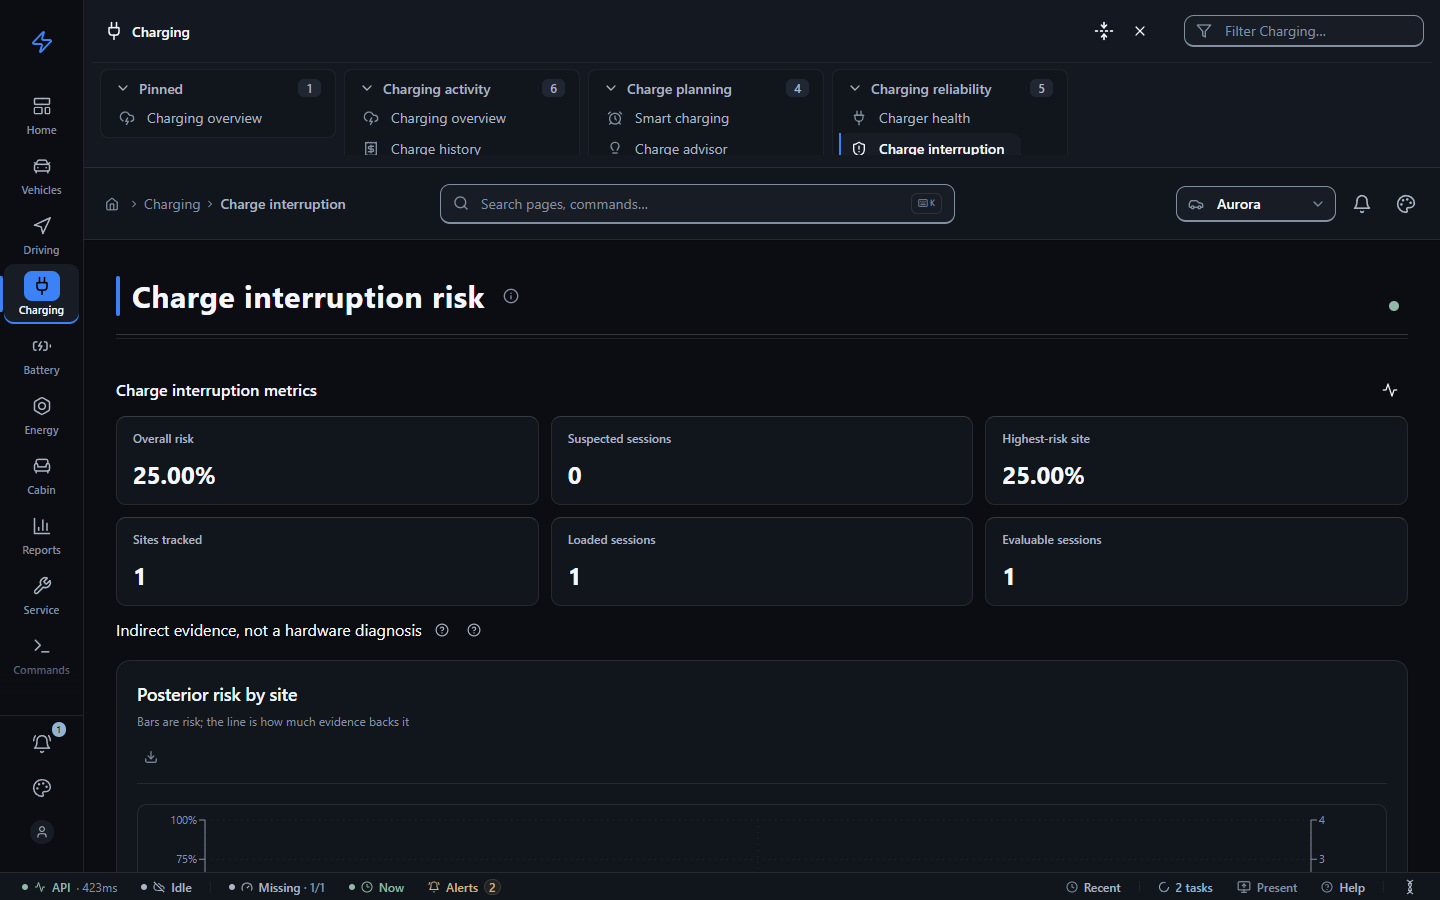 Charging
Filter Charging...
Pinned 1
Charging overview
Charging activity 6
Charging overview
Charge history
Charge planning 4
Smart charging
Charge advisor
Charging reliability 5
Charger health
Charge interruption
Home
Vehicles
Driving
Charging
Battery
Energy
Cabin
Reports
Service
Commands
1
Charging Charge interruption
Search pages, commands... K
Aurora
Charge interruption risk
Charge interruption metrics
Overall risk
25.00%
Suspected sessions
0
Highest-risk site
25.00%
Sites tracked
1
Loaded sessions
1
Evaluable sessions
1
Indirect evidence, not a hardware diagnosis
Posterior risk by site
Bars are risk; the line is how much evidence backs it
100% 4
75% 3
API · 423ms Idle Missing · 1/1 Now Alerts 2 Recent 2 tasks Present Help